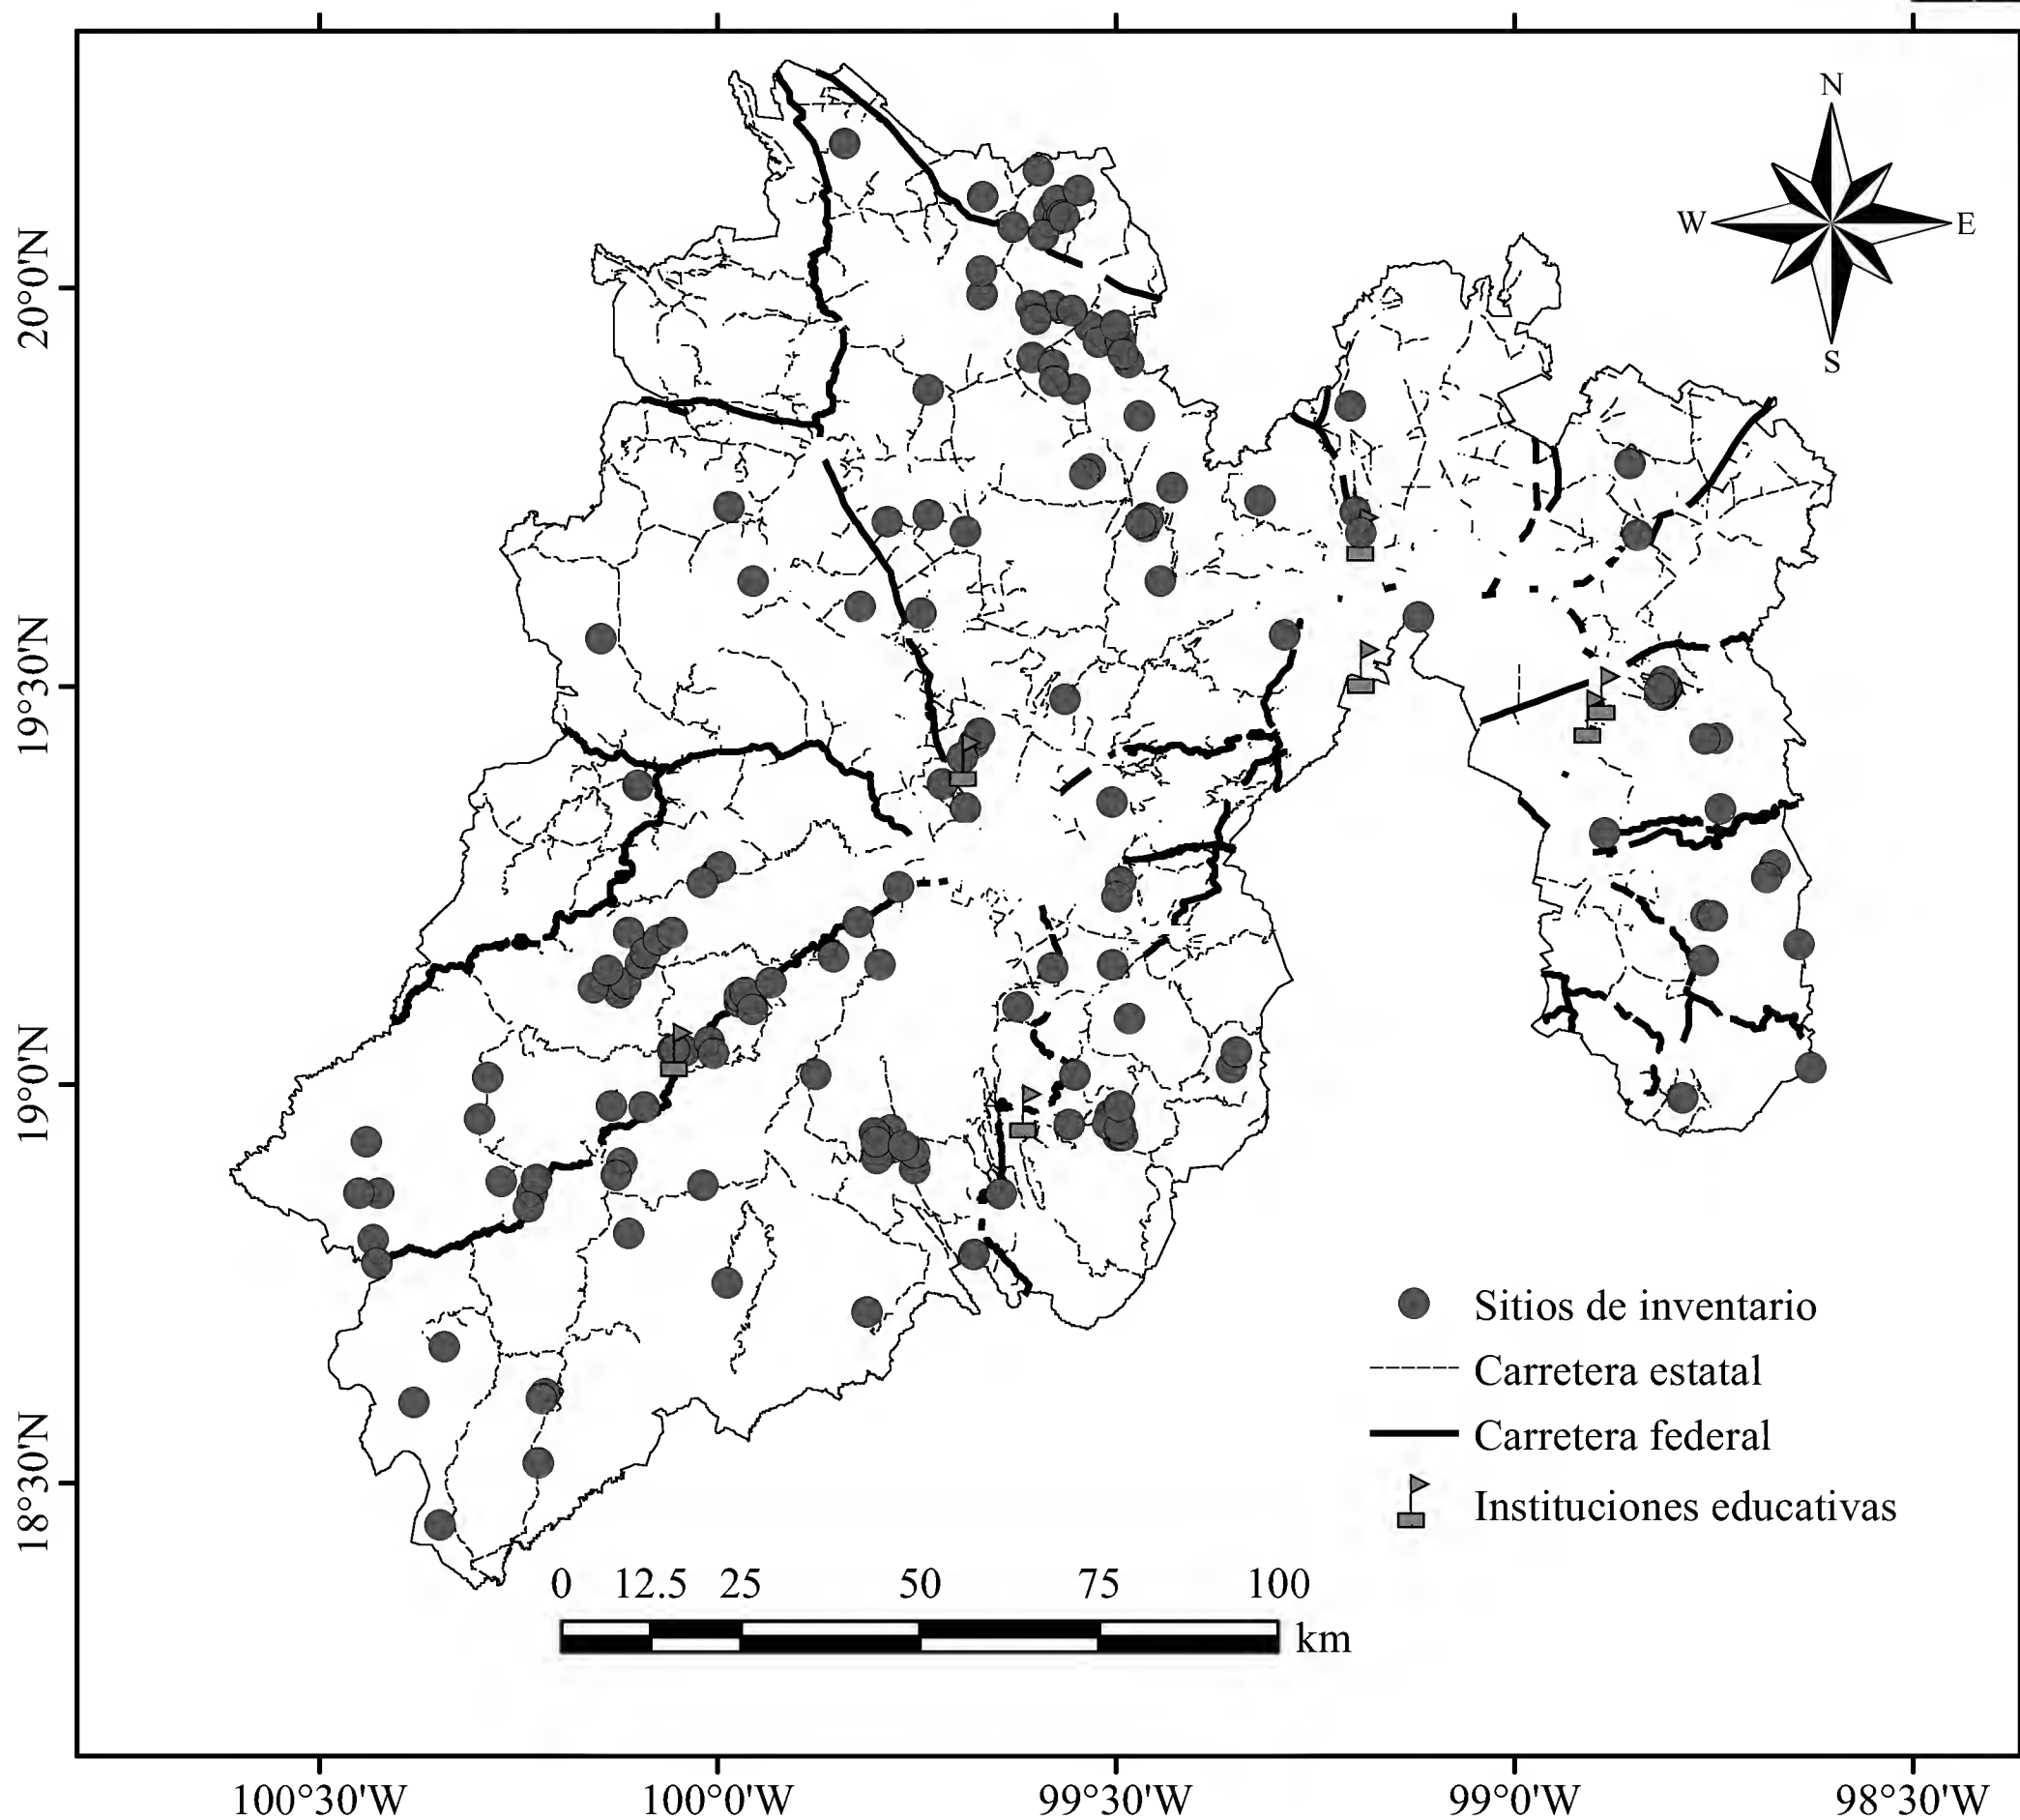 N
W E
S
20°0'N
19°30'N
19°0'N
18°30'N
Sitios de inventario
Carretera estatal
Carretera federal
Instituciones educativas
0 12.5 25 50 75 100
km
100°30'W 100°0'W 99°30'W 99°0'W 98°30'W